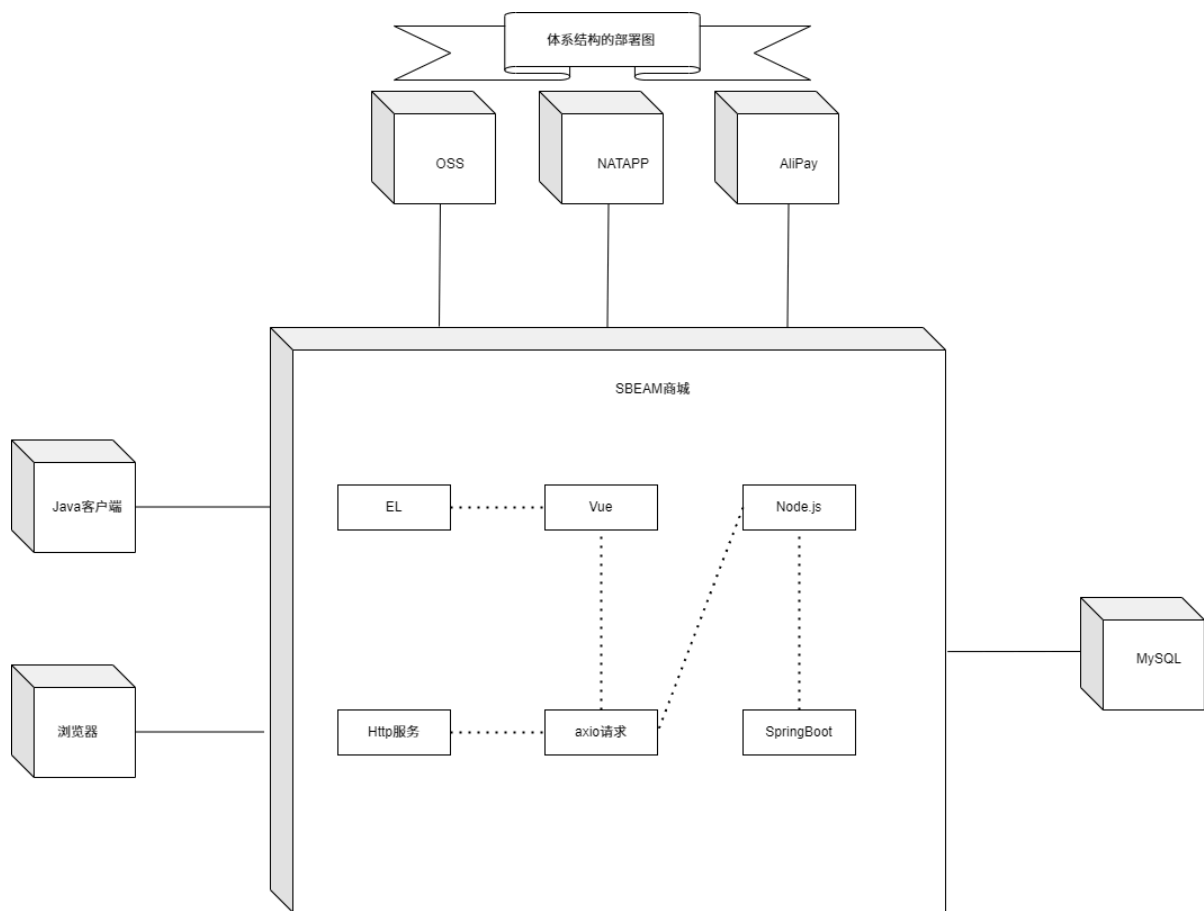 体系结构的部署图
OSS
NATAPP
AliPay
SBEAM商城
Java客户端
EL
Vue
Node.js
MySQL
浏览器
Http服务
axio请求
SpringBoot